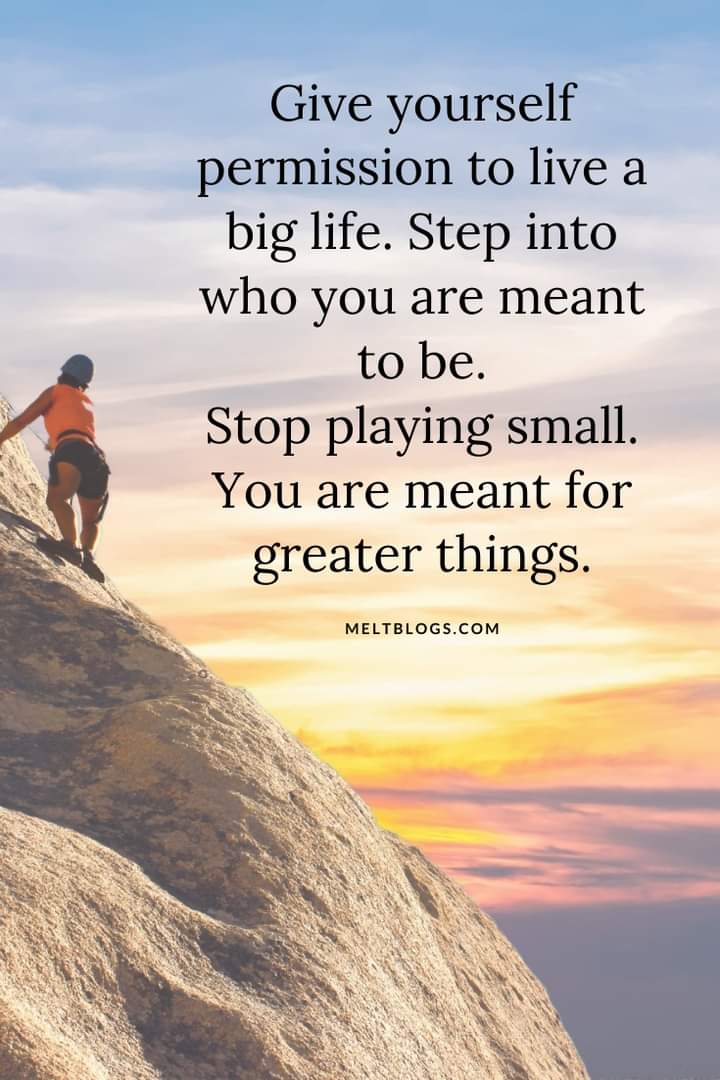 Give yourself
permission to live a
big life. Step into
who you are meant
to be.
Stop playing small.
You are meant for
greater things.
MELTBLOGS.COM